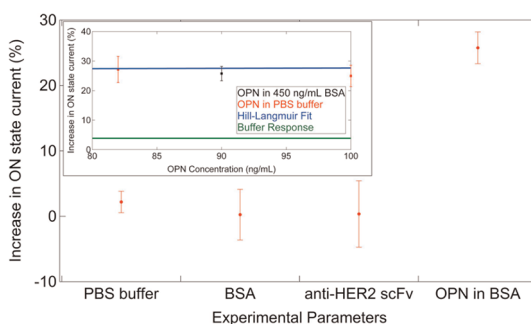 Increase in ON state current (%)
30
20
10
0
-10
PBS buffer
BSA
anti-HER2 scFv
OPN in BSA
Experimental Parameters
Increase in ON state current (%)
40
30
20
10
0
80
85
90
95
100
OPN Concentration (ng/mL)
OPN in 450 ng/mL BSA
OPN in PBS buffer
Hill-Langmuir Fit
Buffer Response